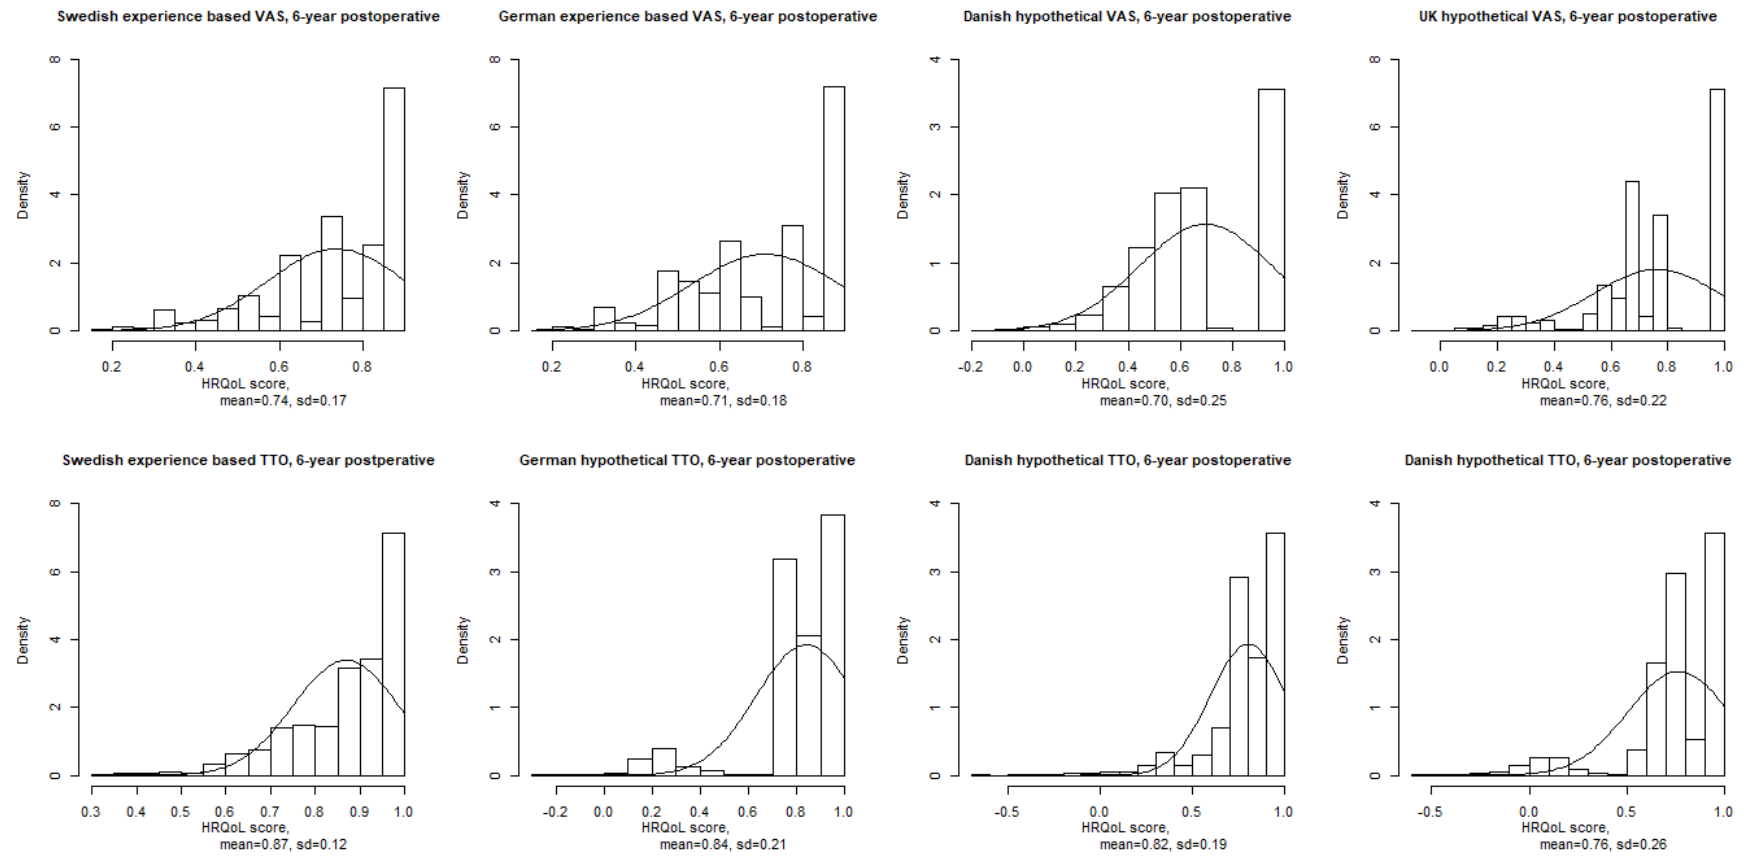 Swedish experience based VAS, 6-year postoperative
8
6
4
2
0
Density
0.2 0.4 0.6 0.8
HRQoL score,
mean=0.74, sd=0.17
German experience based VAS, 6-year postoperative
8
6
4
2
0
Density
0.2 0.4 0.6 0.8
HRQoL score,
mean=0.71, sd=0.18
Danish hypothetical VAS, 6-year postoperative
4
3
2
1
0
Density
-0.2 0.0 0.2 0.4 0.6 0.8 1.0
HRQoL score,
mean=0.70, sd=0.25
UK hypothetical VAS, 6-year postoperative
8
6
4
2
0
Density
0.0 0.2 0.4 0.6 0.8 1.0
HRQoL score,
mean=0.76, sd=0.22
Swedish experience based TTO, 6-year postperative
8
6
4
2
0
Density
0.3 0.4 0.5 0.6 0.7 0.8 0.9 1.0
HRQoL score,
mean=0.87, sd=0.12
German hypothetical TTO, 6-year postoperative
4
3
2
1
0
Density
-0.2 0.0 0.2 0.4 0.6 0.8 1.0
HRQoL score,
mean=0.84, sd=0.21
Danish hypothetical TTO, 6-year postoperative
4
3
2
1
0
Density
-0.5 0.0 0.5 1.0
HRQoL score,
mean=0.82, sd=0.19
Danish hypothetical TTO, 6-year postoperative
4
3
2
1
0
Density
-0.5 0.0 0.5 1.0
HRQoL score,
mean=0.76, sd=0.26